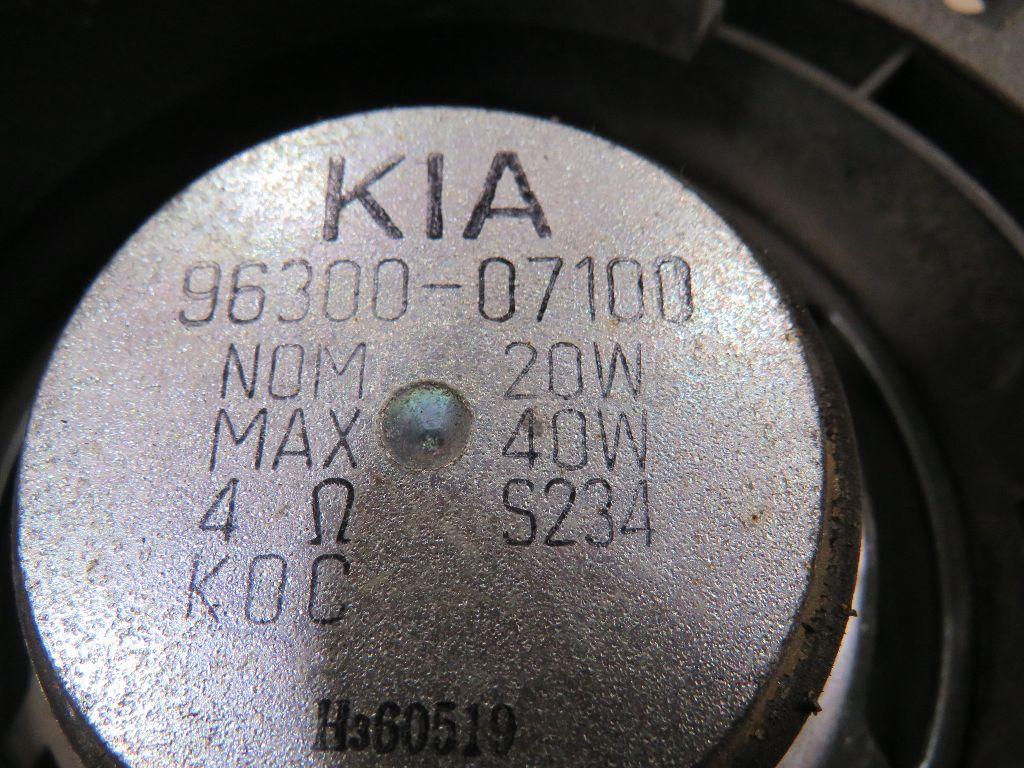 KIA
96300-07100
NOM 20W
MAX 40W
4 Ω S234
KOC
H360519